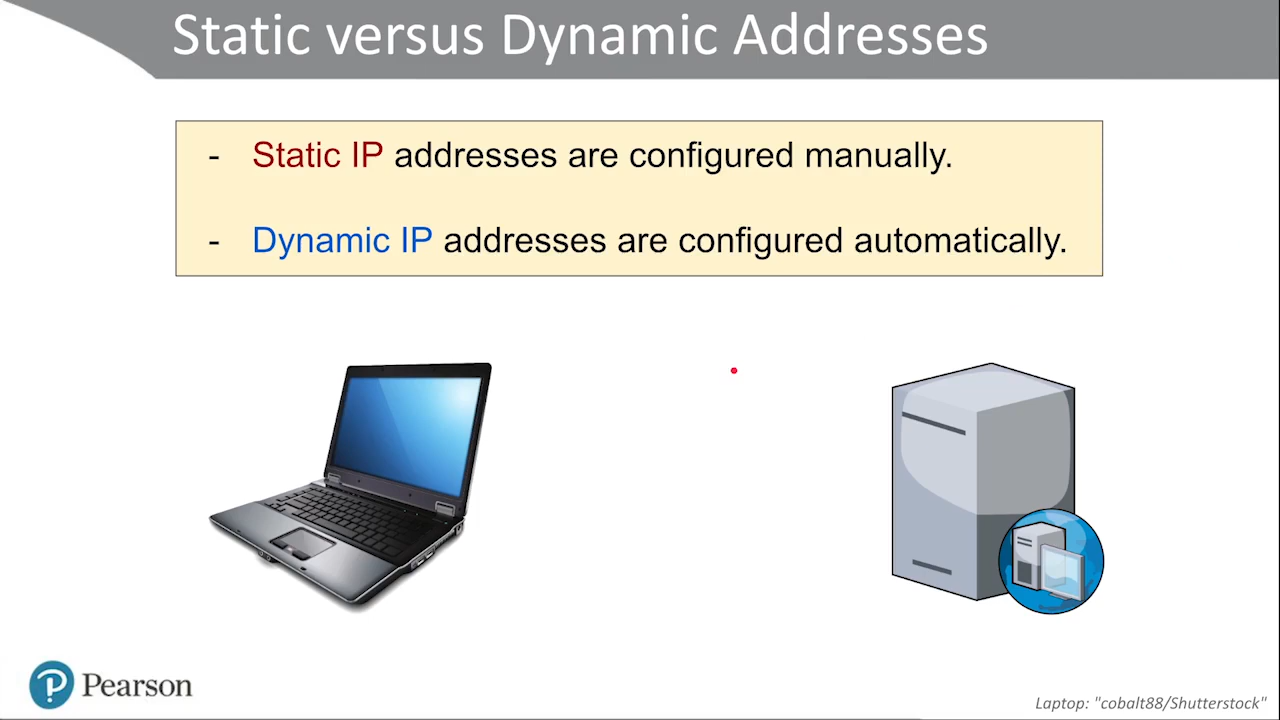 Static versus Dynamic Addresses
- Static IP addresses are configured manually.
- Dynamic IP addresses are configured automatically.
P Pearson
Laptop: "cobalt88/Shutterstock"